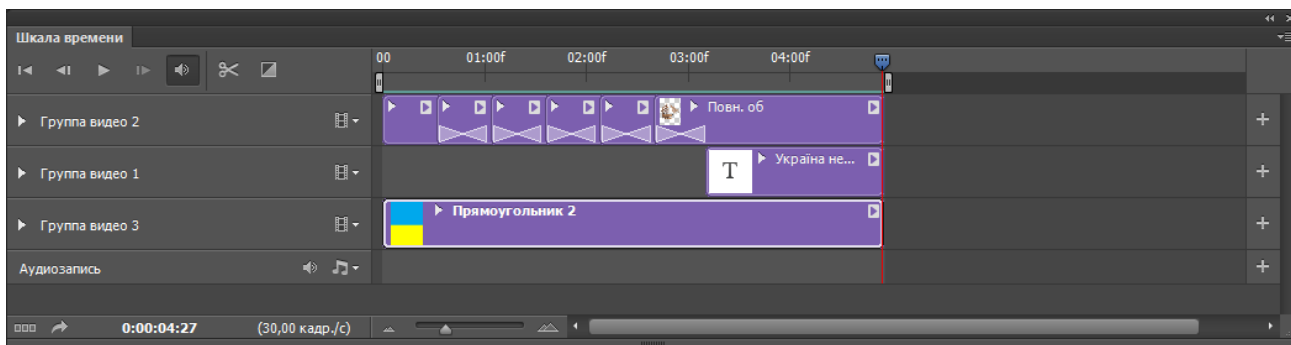 Шкала времени
00 01:00f 02:00f 03:00f 04:00f
Группа видео 2
Повн. об
Группа видео 1
T Україна не...
Группа видео 3
Прямоугольник 2
Аудиозапись
0:00:04:27 (30,00 кадр./с)